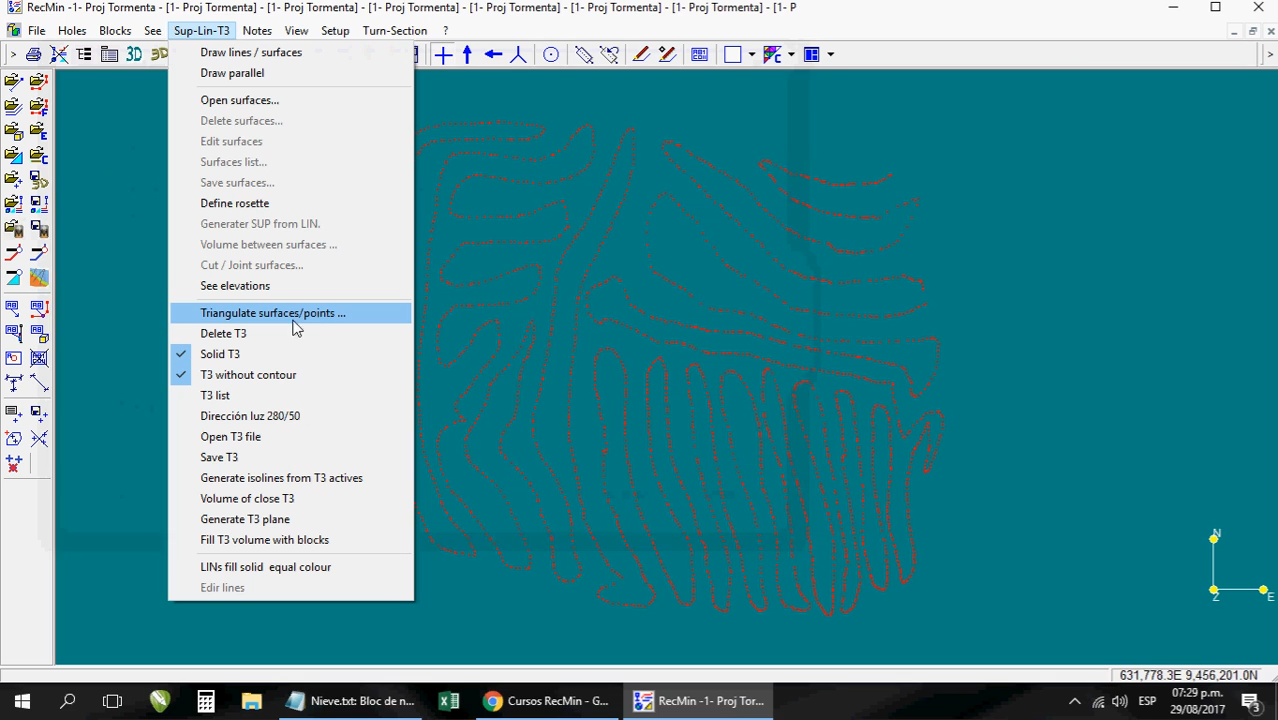 RecMin -1- Proj Tormenta - [1- Proj Tormenta] - [1- Proj Tormenta] - [1- Proj Tormenta] - [1- Proj Tormenta] - [1- Proj Tormenta] - [1- P
File Holes Blocks See Sup-Lin-T3 Notes View Setup Turn-Section ?
3D 3D
Draw lines / surfaces
Draw parallel
Open surfaces...
Delete surfaces...
Edit surfaces
Surfaces list...
Save surfaces...
Define rosette
Generater SUP from LIN.
Volume between surfaces ...
Cut / Joint surfaces...
See elevations
Triangulate surfaces/points ...
Delete T3
Solid T3
T3 without contour
T3 list
Dirección luz 280/50
Open T3 file
Save T3
Generate isolines from T3 actives
Volume of close T3
Generate T3 plane
Fill T3 volume with blocks
LINs fill solid equal colour
Edir lines
N
Z E
631,778.3E 9,456,201.0N
Nieve.txt: Bloc de n...
Cursos RecMin - G...
RecMin -1- Proj Tor...
ESP
07:29 p.m.
29/08/2017
3